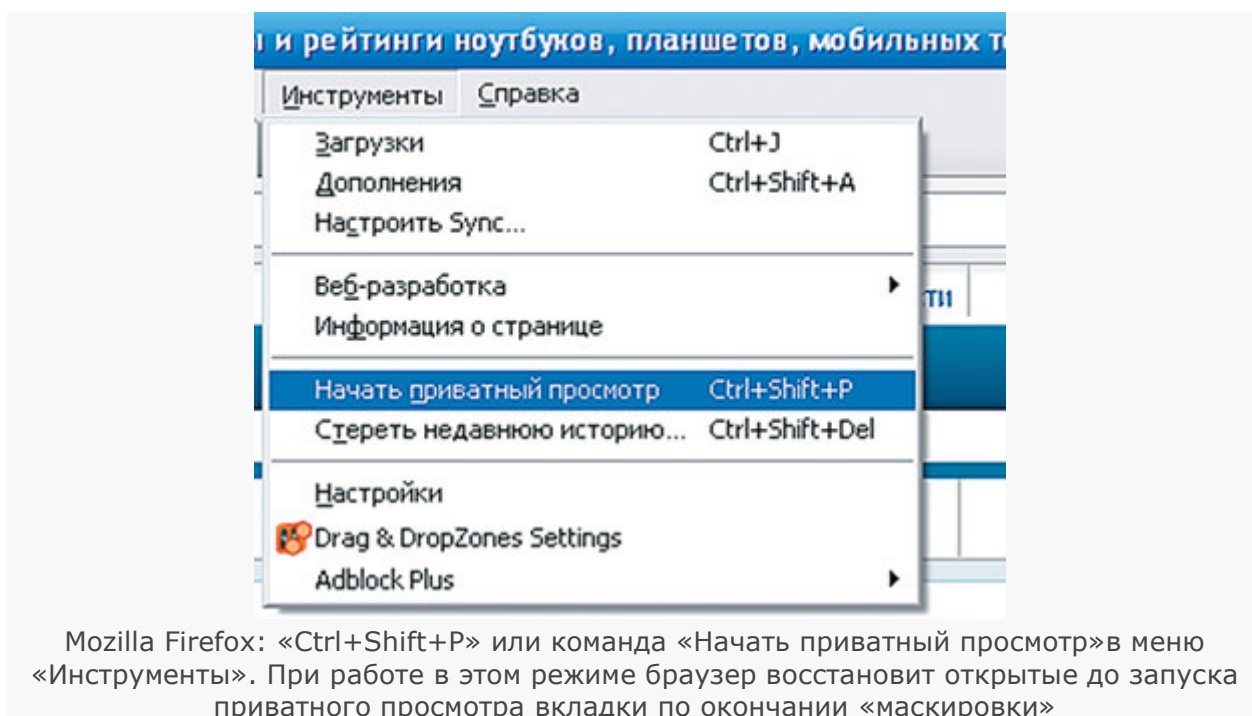 и рейтинги ноутбуков, планшетов, мобильных
Инструменты Справка
Загрузки Ctrl+J
Дополнения Ctrl+Shift+A
Настроить Sync...
Веб-разработка
Информация о странице
Начать приватный просмотр Ctrl+Shift+P
Стереть недавнюю историю... Ctrl+Shift+Del
Настройки
Drag & DropZones Settings
Adblock Plus
Mozilla Firefox: «Ctrl+Shift+P» или команда «Начать приватный просмотр»в меню
«Инструменты». При работе в этом режиме браузер восстановит открытые до запуска
приватного просмотра вкладки по окончании «маскировки»